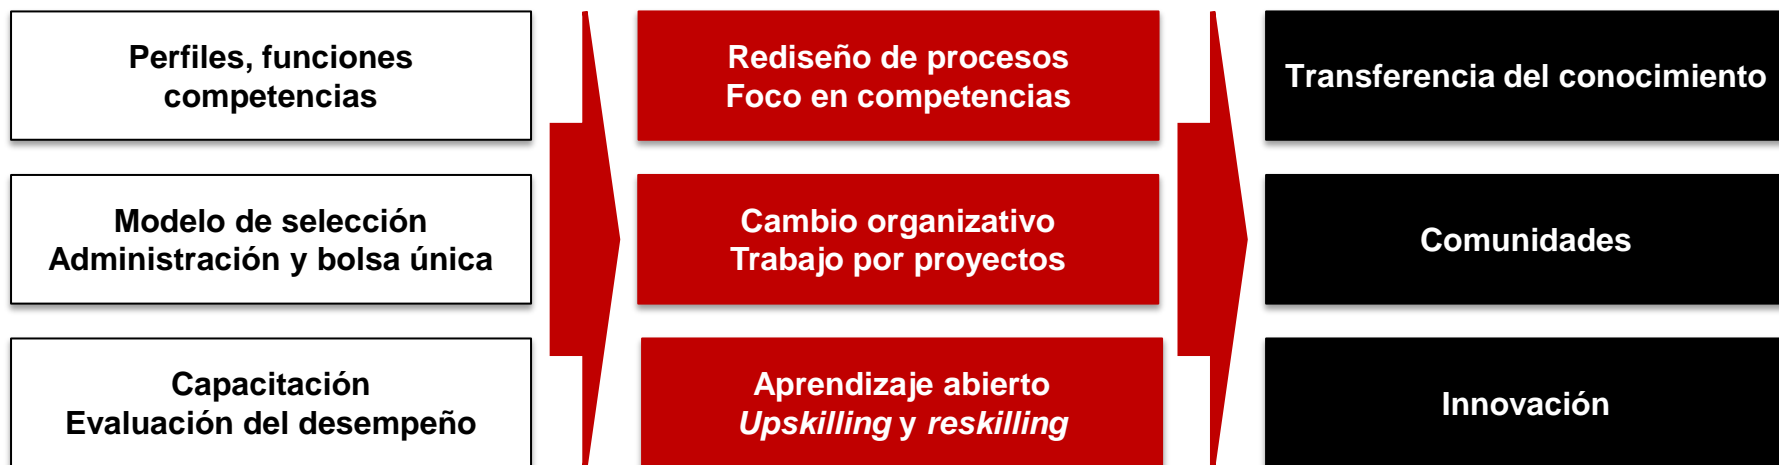 Perfiles, funciones
competencias
Modelo de selección
Administración y bolsa única
Capacitación
Evaluación del desempeño
Rediseño de procesos
Foco en competencias
Cambio organizativo
Trabajo por proyectos
Aprendizaje abierto
Upskilling y reskilling
Transferencia del conocimiento
Comunidades
Innovación